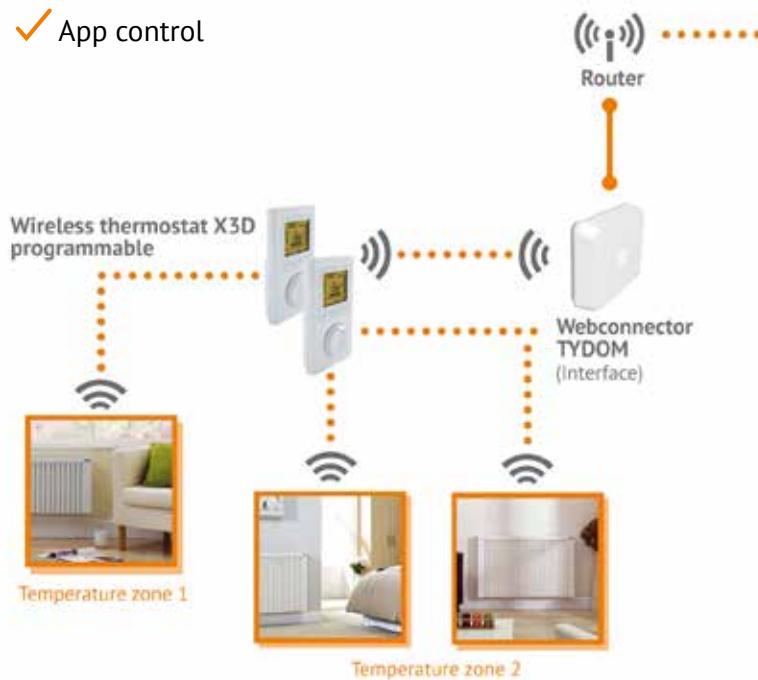 App control
Router
Wireless thermostat X3D
programmable
Webconnector
TYDOM
(Interface)
Temperature zone 1
Temperature zone 2